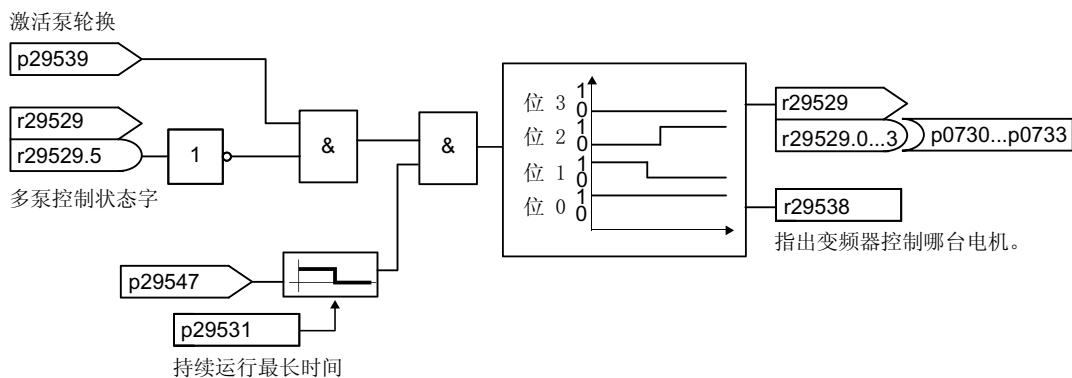 激活泵轮换
p29539
r29529
r29529.5
多泵控制状态字
1
&
&
p29547
p29531
持续运行最长时间
位 3 1 0
位 2 1 0
位 1 1 0
位 0 1 0
r29529
r29529.0...3
p0730...p0733
r29538
指出变频器控制哪台电机。